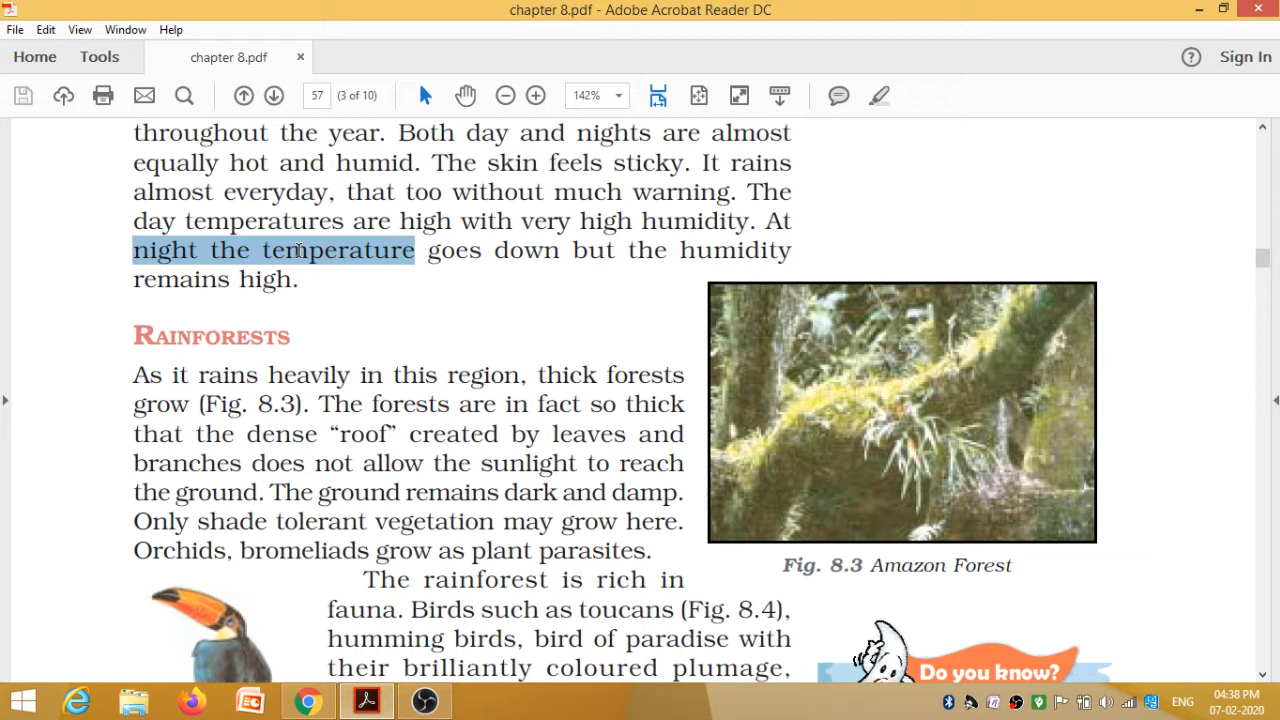 chapter 8.pdf - Adobe Acrobat Reader DC
File Edit View Window Help
Home Tools chapter 8.pdf × Sign In
57 (3 of 10) 142%
throughout the year. Both day and nights are almost
equally hot and humid. The skin feels sticky. It rains
almost everyday, that too without much warning. The
day temperatures are high with very high humidity. At
night the temperature goes down but the humidity
remains high.
RAINFORESTS
As it rains heavily in this region, thick forests
grow (Fig. 8.3). The forests are in fact so thick
that the dense “roof” created by leaves and
branches does not allow the sunlight to reach
the ground. The ground remains dark and damp.
Only shade tolerant vegetation may grow here.
Orchids, bromeliads grow as plant parasites.
Fig. 8.3 Amazon Forest
The rainforest is rich in
fauna. Birds such as toucans (Fig. 8.4),
humming birds, bird of paradise with
their brilliantly coloured plumage,
Do you know?
ENG
04:38 PM
07-02-2020